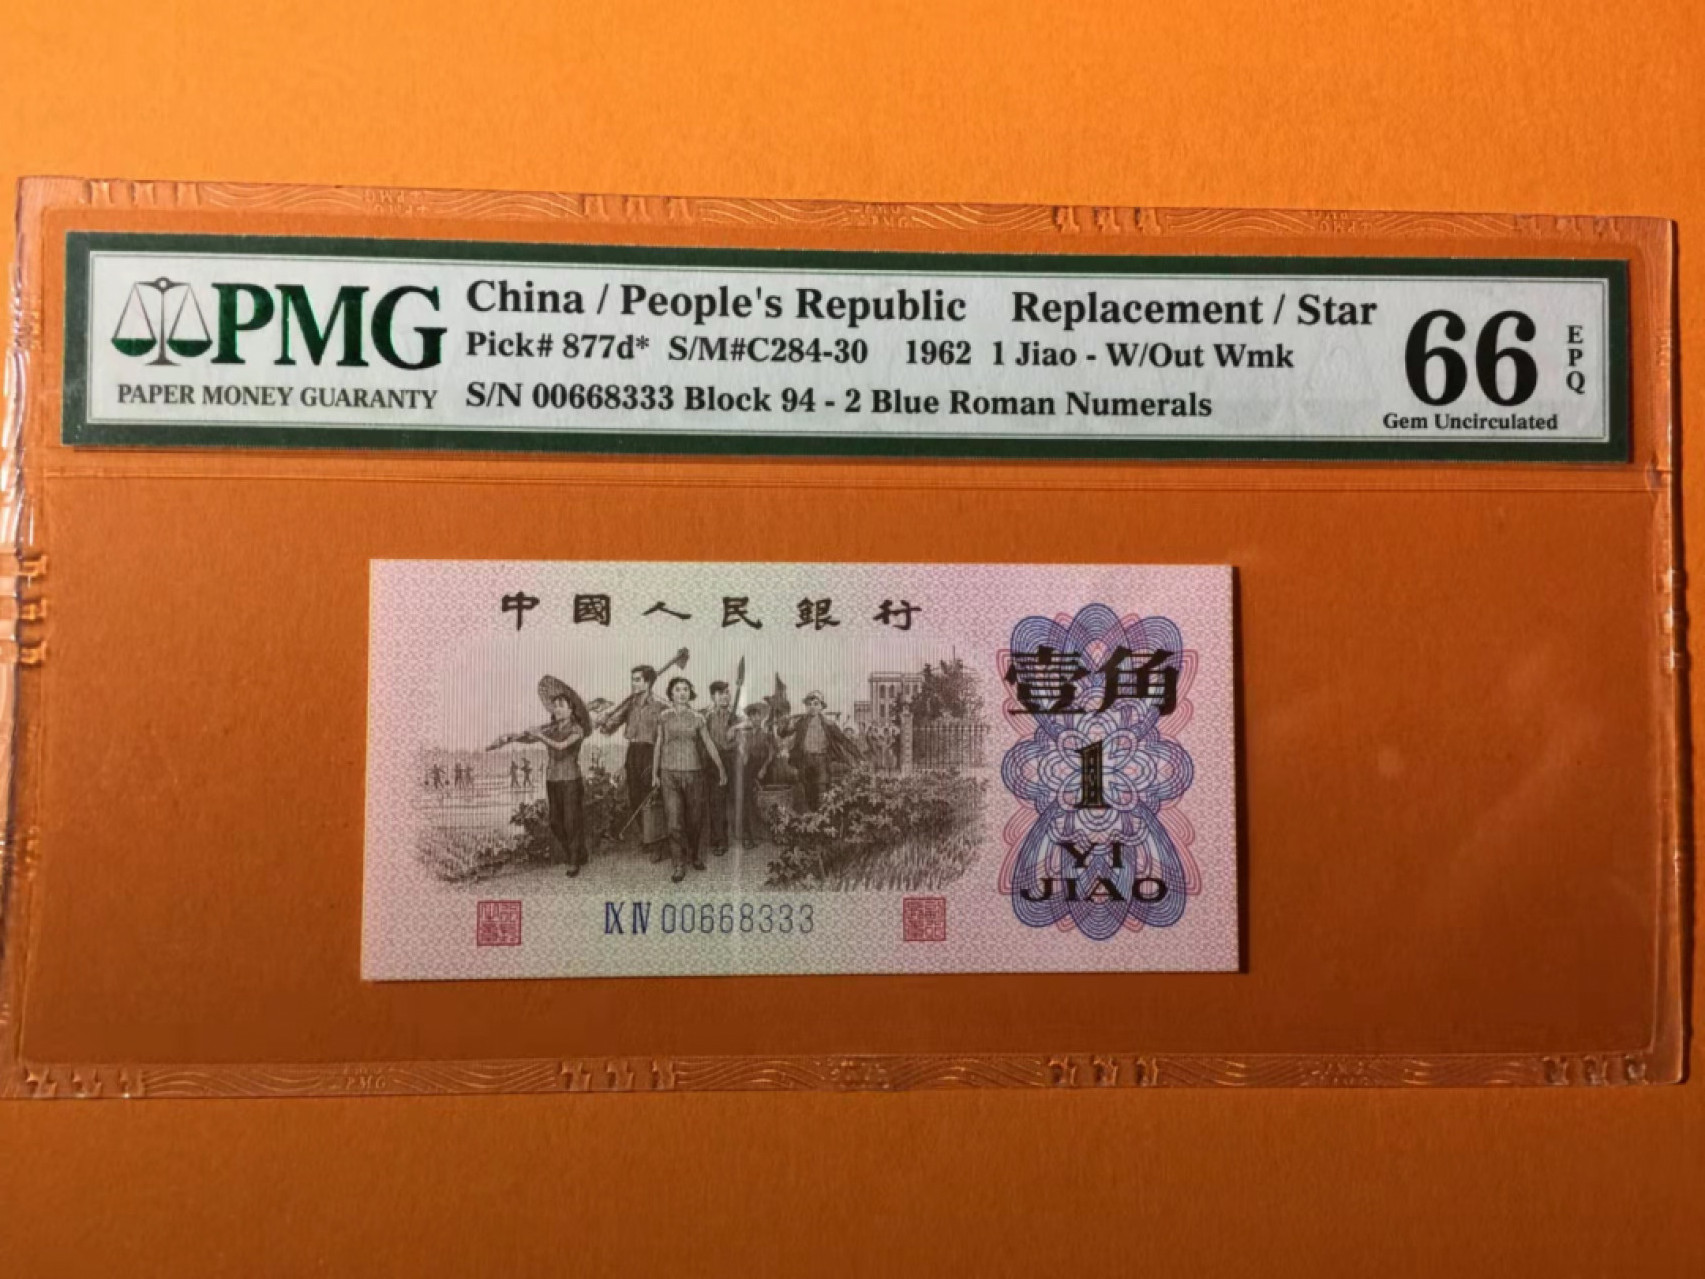 PMG
PAPER MONEY GUARANTY
China / People's Republic Replacement / Star
Pick# 877d* S/M#C284-30 1962 1 Jiao - W/Out Wmk
S/N 00668333 Block 94 - 2 Blue Roman Numerals
66
EPQ
Gem Uncirculated
中國人民銀行
壹角
1
YI
JIAO
IX IV 00668333